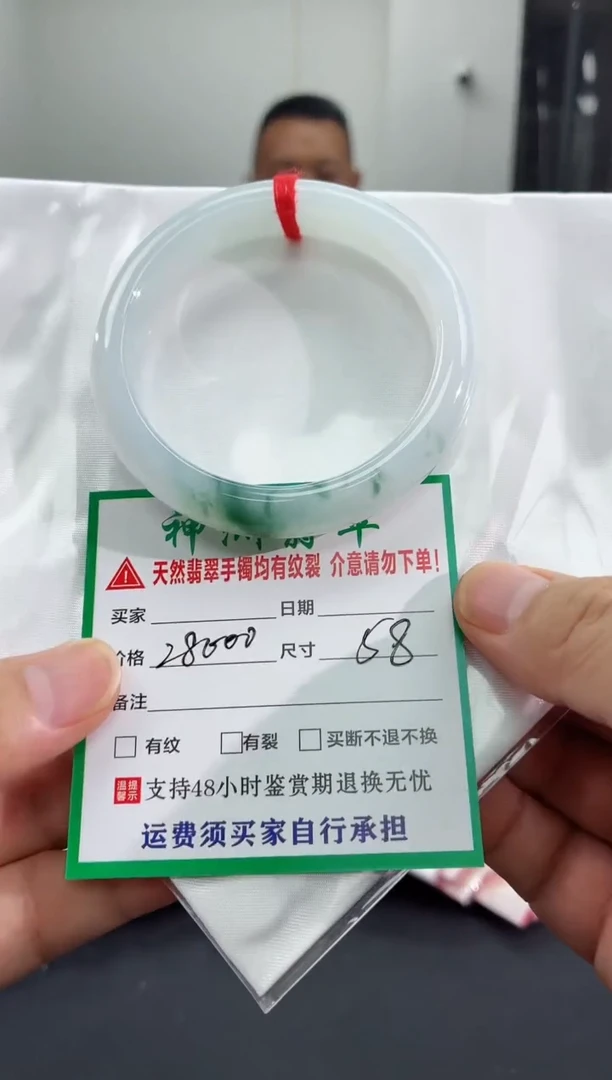 天然翡翠手镯均有纹裂 介意请勿下单!
买家 日期
价格 28000 尺寸 58
备注
有纹 有裂 买断不退不换
温馨提示 支持48小时鉴赏期退换无忧
运费须买家自行承担